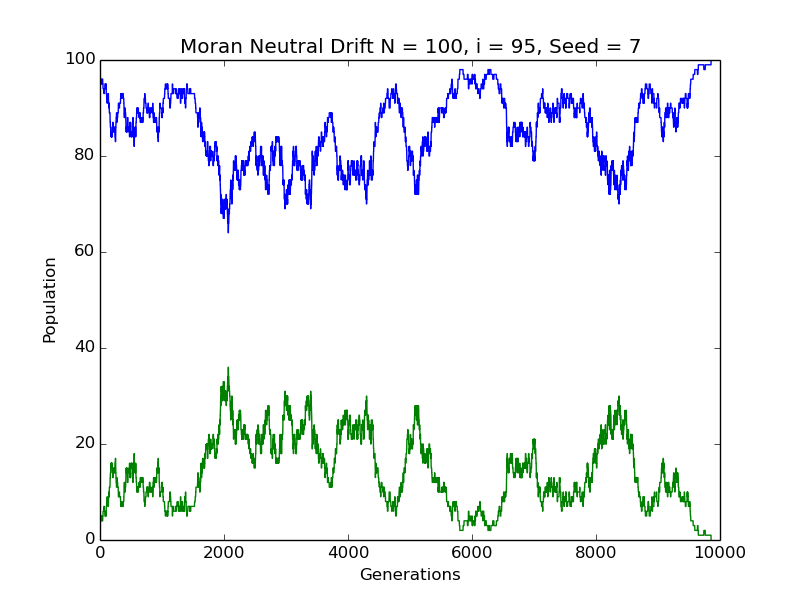 Moran Neutral Drift N = 100, i = 95, Seed = 7
100
80
60
40
20
0
Population
0 2000 4000 6000 8000 10000
Generations